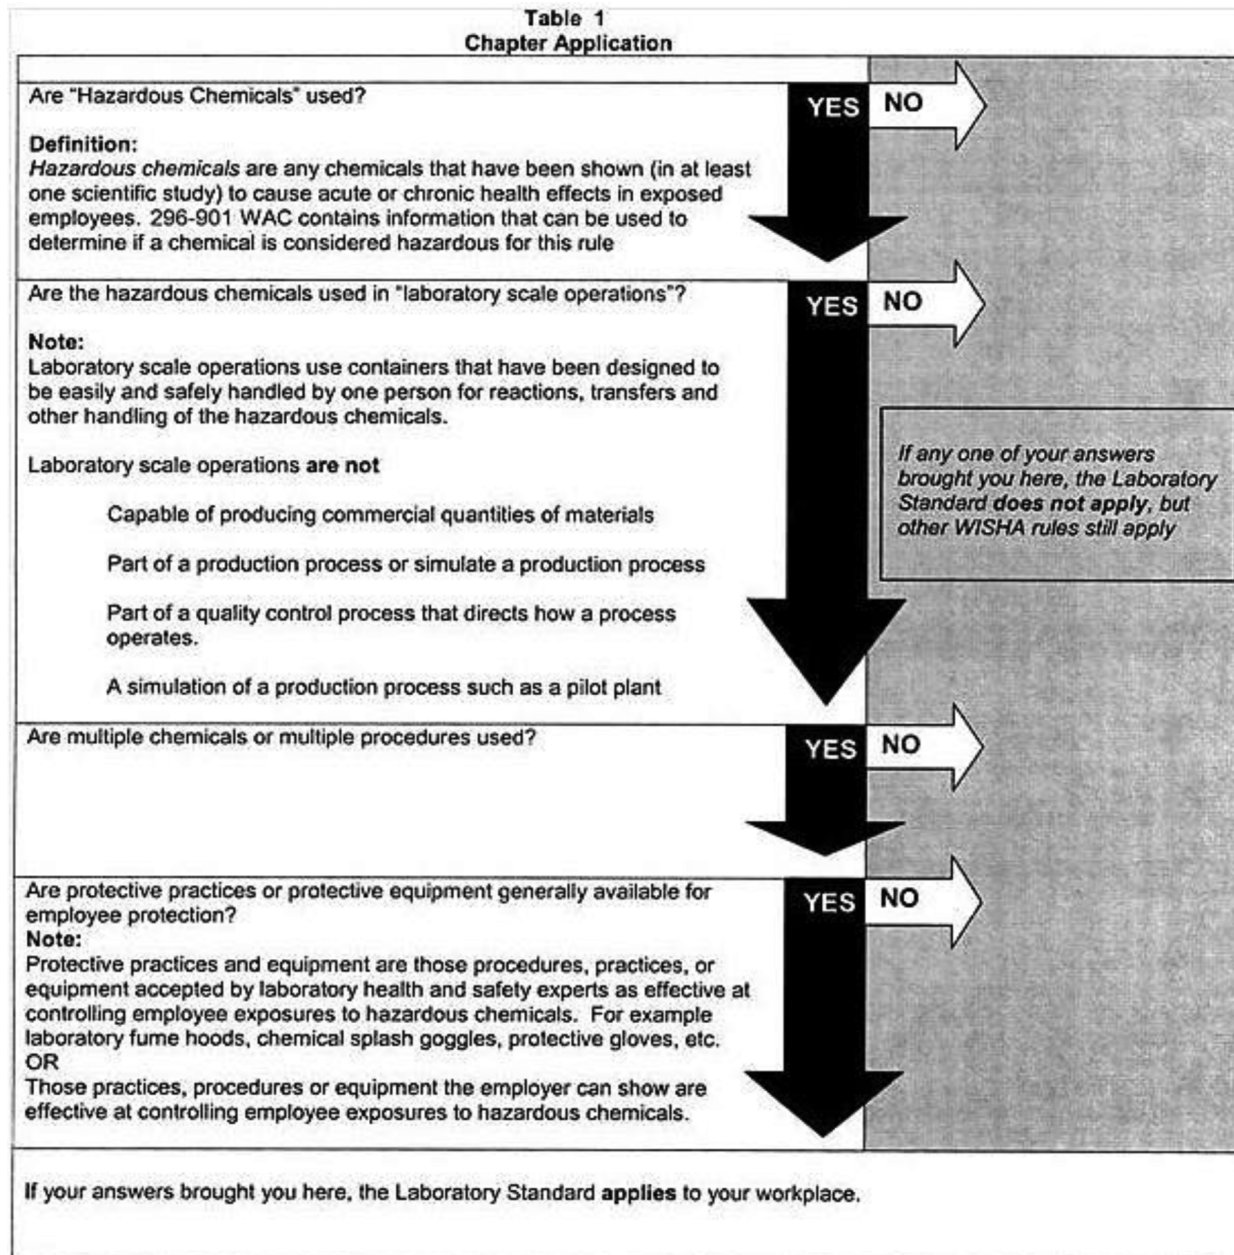 Table 1
Chapter Application
Are "Hazardous Chemicals" used?
YES
NO
Definition:
Hazardous chemicals are any chemicals that have been shown (in at least
one scientific study) to cause acute or chronic health effects in exposed
employees. 296-901 WAC contains information that can be used to
determine if a chemical is considered hazardous for this rule
Are the hazardous chemicals used in "laboratory scale operations"?
YES
NO
Note:
Laboratory scale operations use containers that have been designed to
be easily and safely handled by one person for reactions, transfers and
other handling of the hazardous chemicals.
Laboratory scale operations are not
Capable of producing commercial quantities of materials
Part of a production process or simulate a production process
Part of a quality control process that directs how a process
operates.
A simulation of a production process such as a pilot plant
If any one of your answers
brought you here, the Laboratory
Standard does not apply, but
other WISHA rules still apply
Are multiple chemicals or multiple procedures used?
YES
NO
Are protective practices or protective equipment generally available for
employee protection?
YES
NO
Note:
Protective practices and equipment are those procedures, practices, or
equipment accepted by laboratory health and safety experts as effective at
controlling employee exposures to hazardous chemicals. For example
laboratory fume hoods, chemical splash goggles, protective gloves, etc.
OR
Those practices, procedures or equipment the employer can show are
effective at controlling employee exposures to hazardous chemicals.
If your answers brought you here, the Laboratory Standard applies to your workplace.